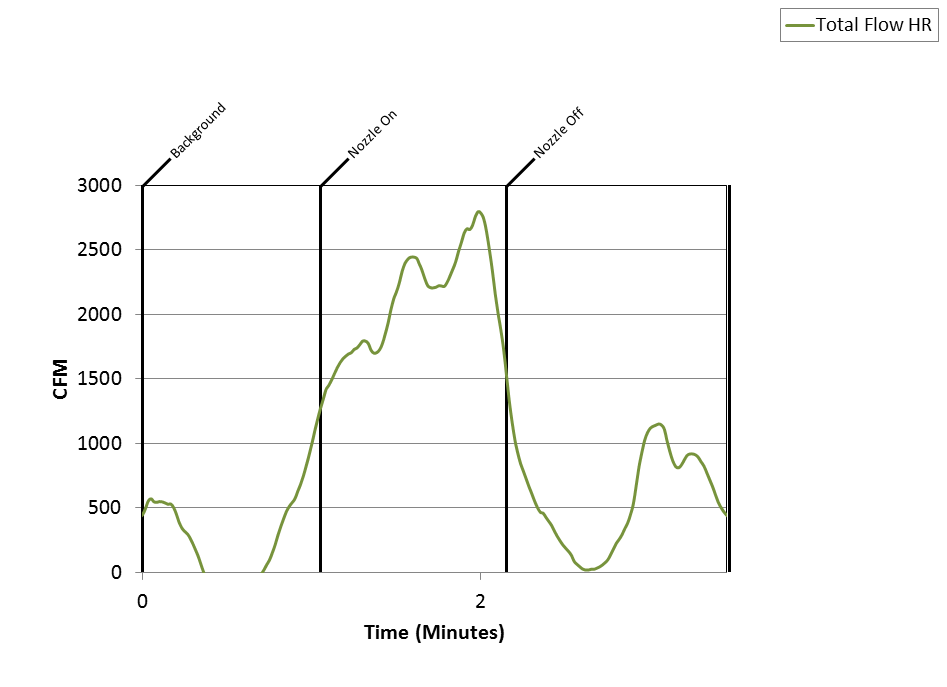 Total Flow HR
Background
Nozzle On
Nozzle Off
3000
2500
2000
1500
1000
500
0
CFM
0
2
Time (Minutes)